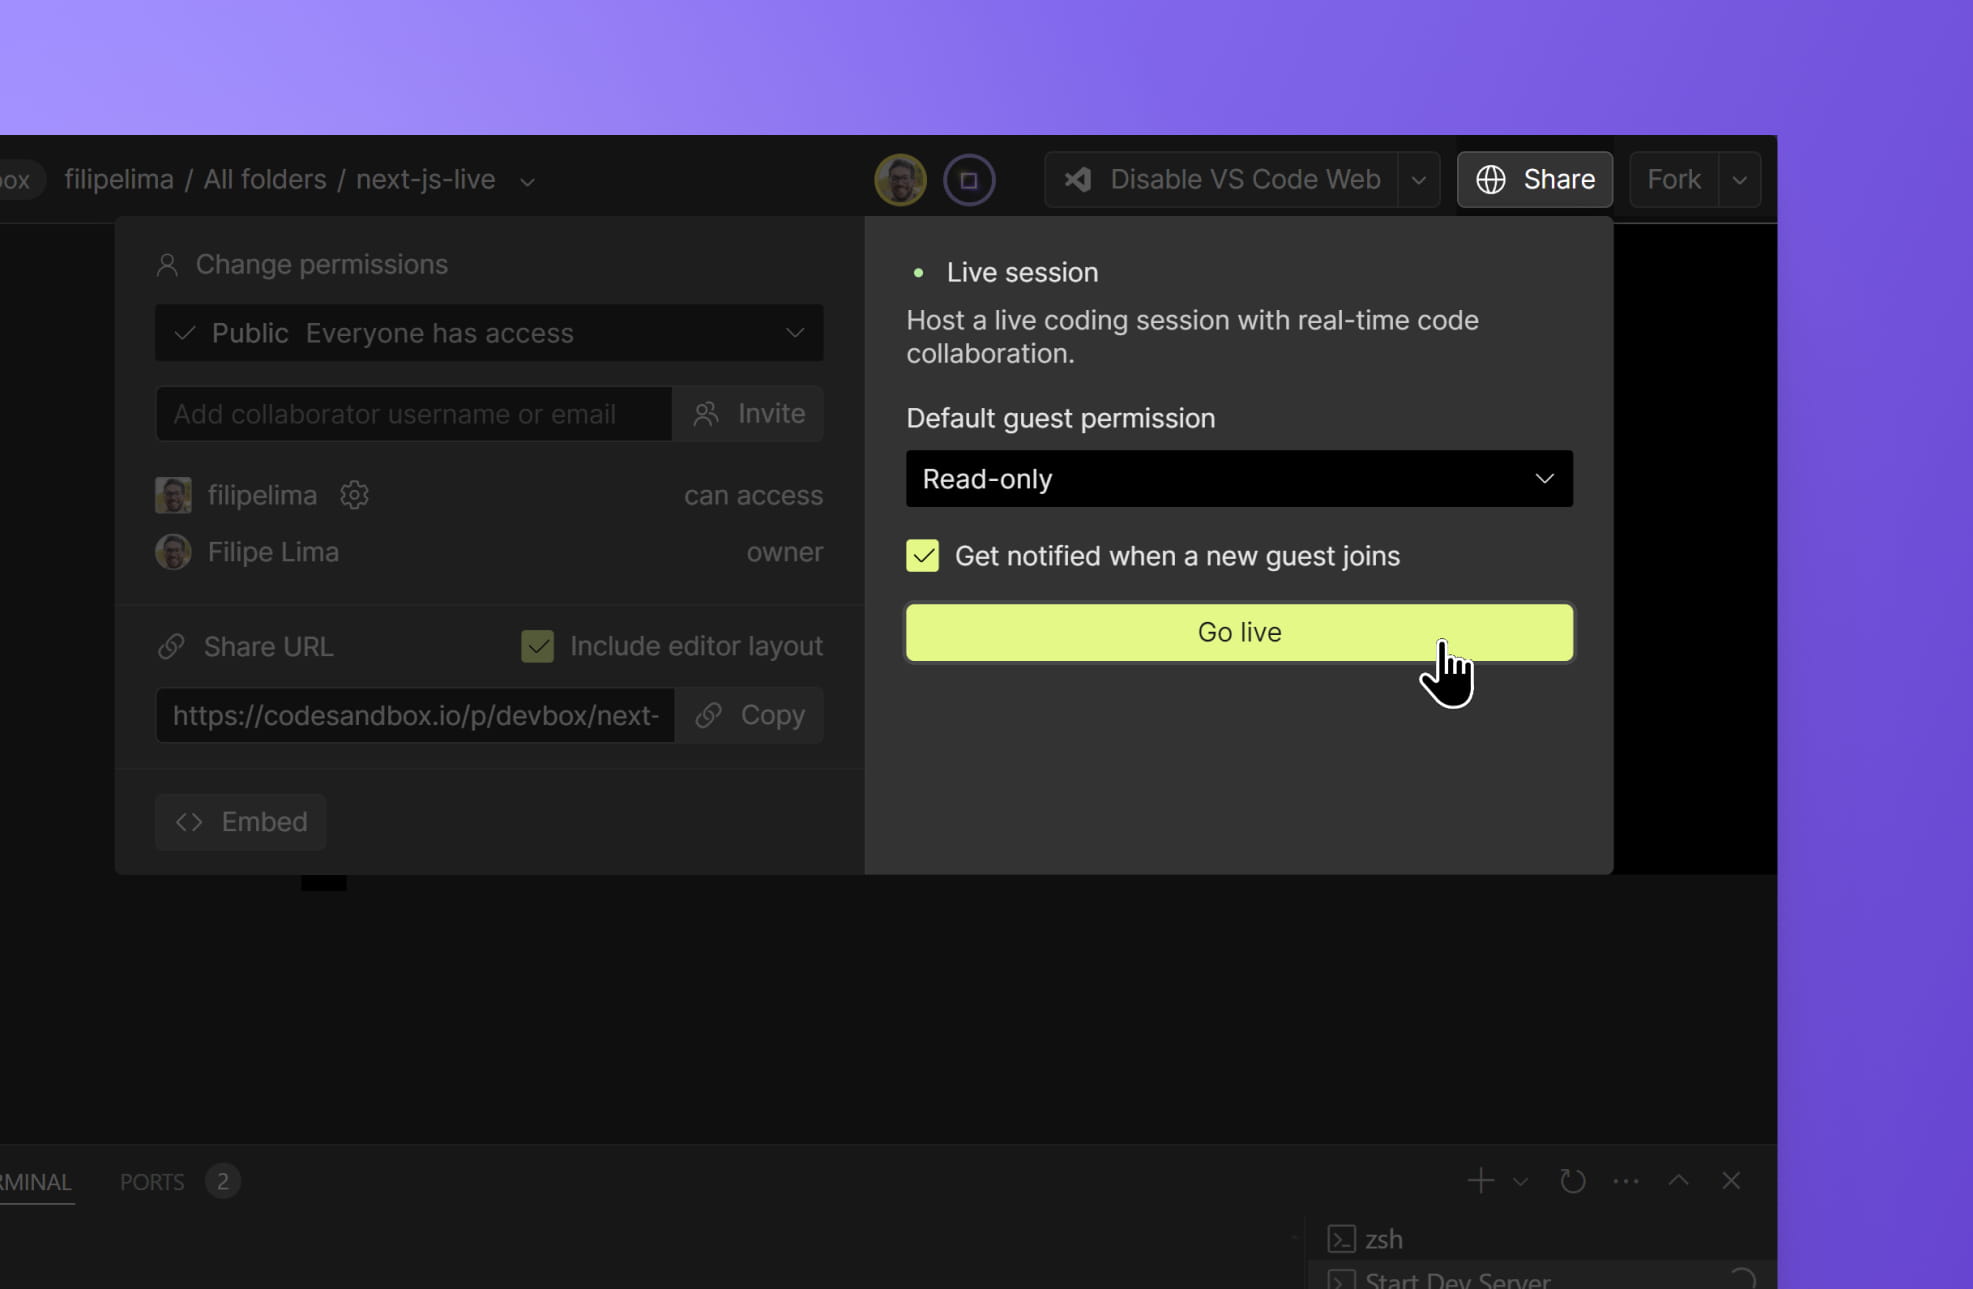 ox filipelima / All folders / next-js-live Disable VS Code Web Share Fork
Change permissions
Public Everyone has access
Add collaborator username or email Invite
filipelima can access
Filipe Lima owner
Share URL Include editor layout
https://codesandbox.io/p/devbox/next- Copy
Embed
Live session
Host a live coding session with real-time code
collaboration.
Default guest permission
Read-only
Get notified when a new guest joins
Go live
RMINAL PORTS 2
zsh
Start Dev Server